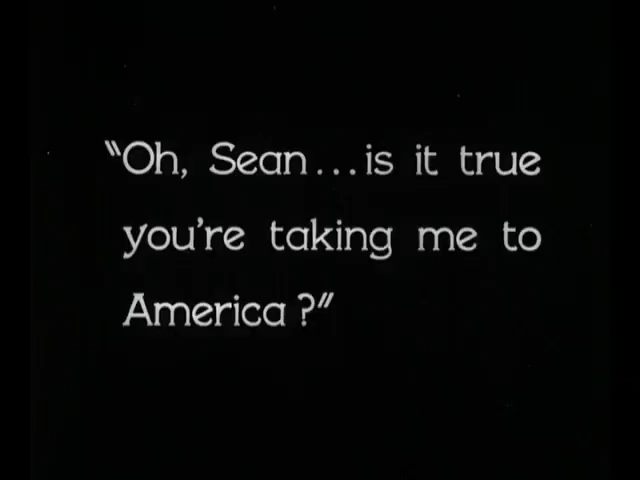 “Oh, Sean...is it true
you’re taking me to
America?”